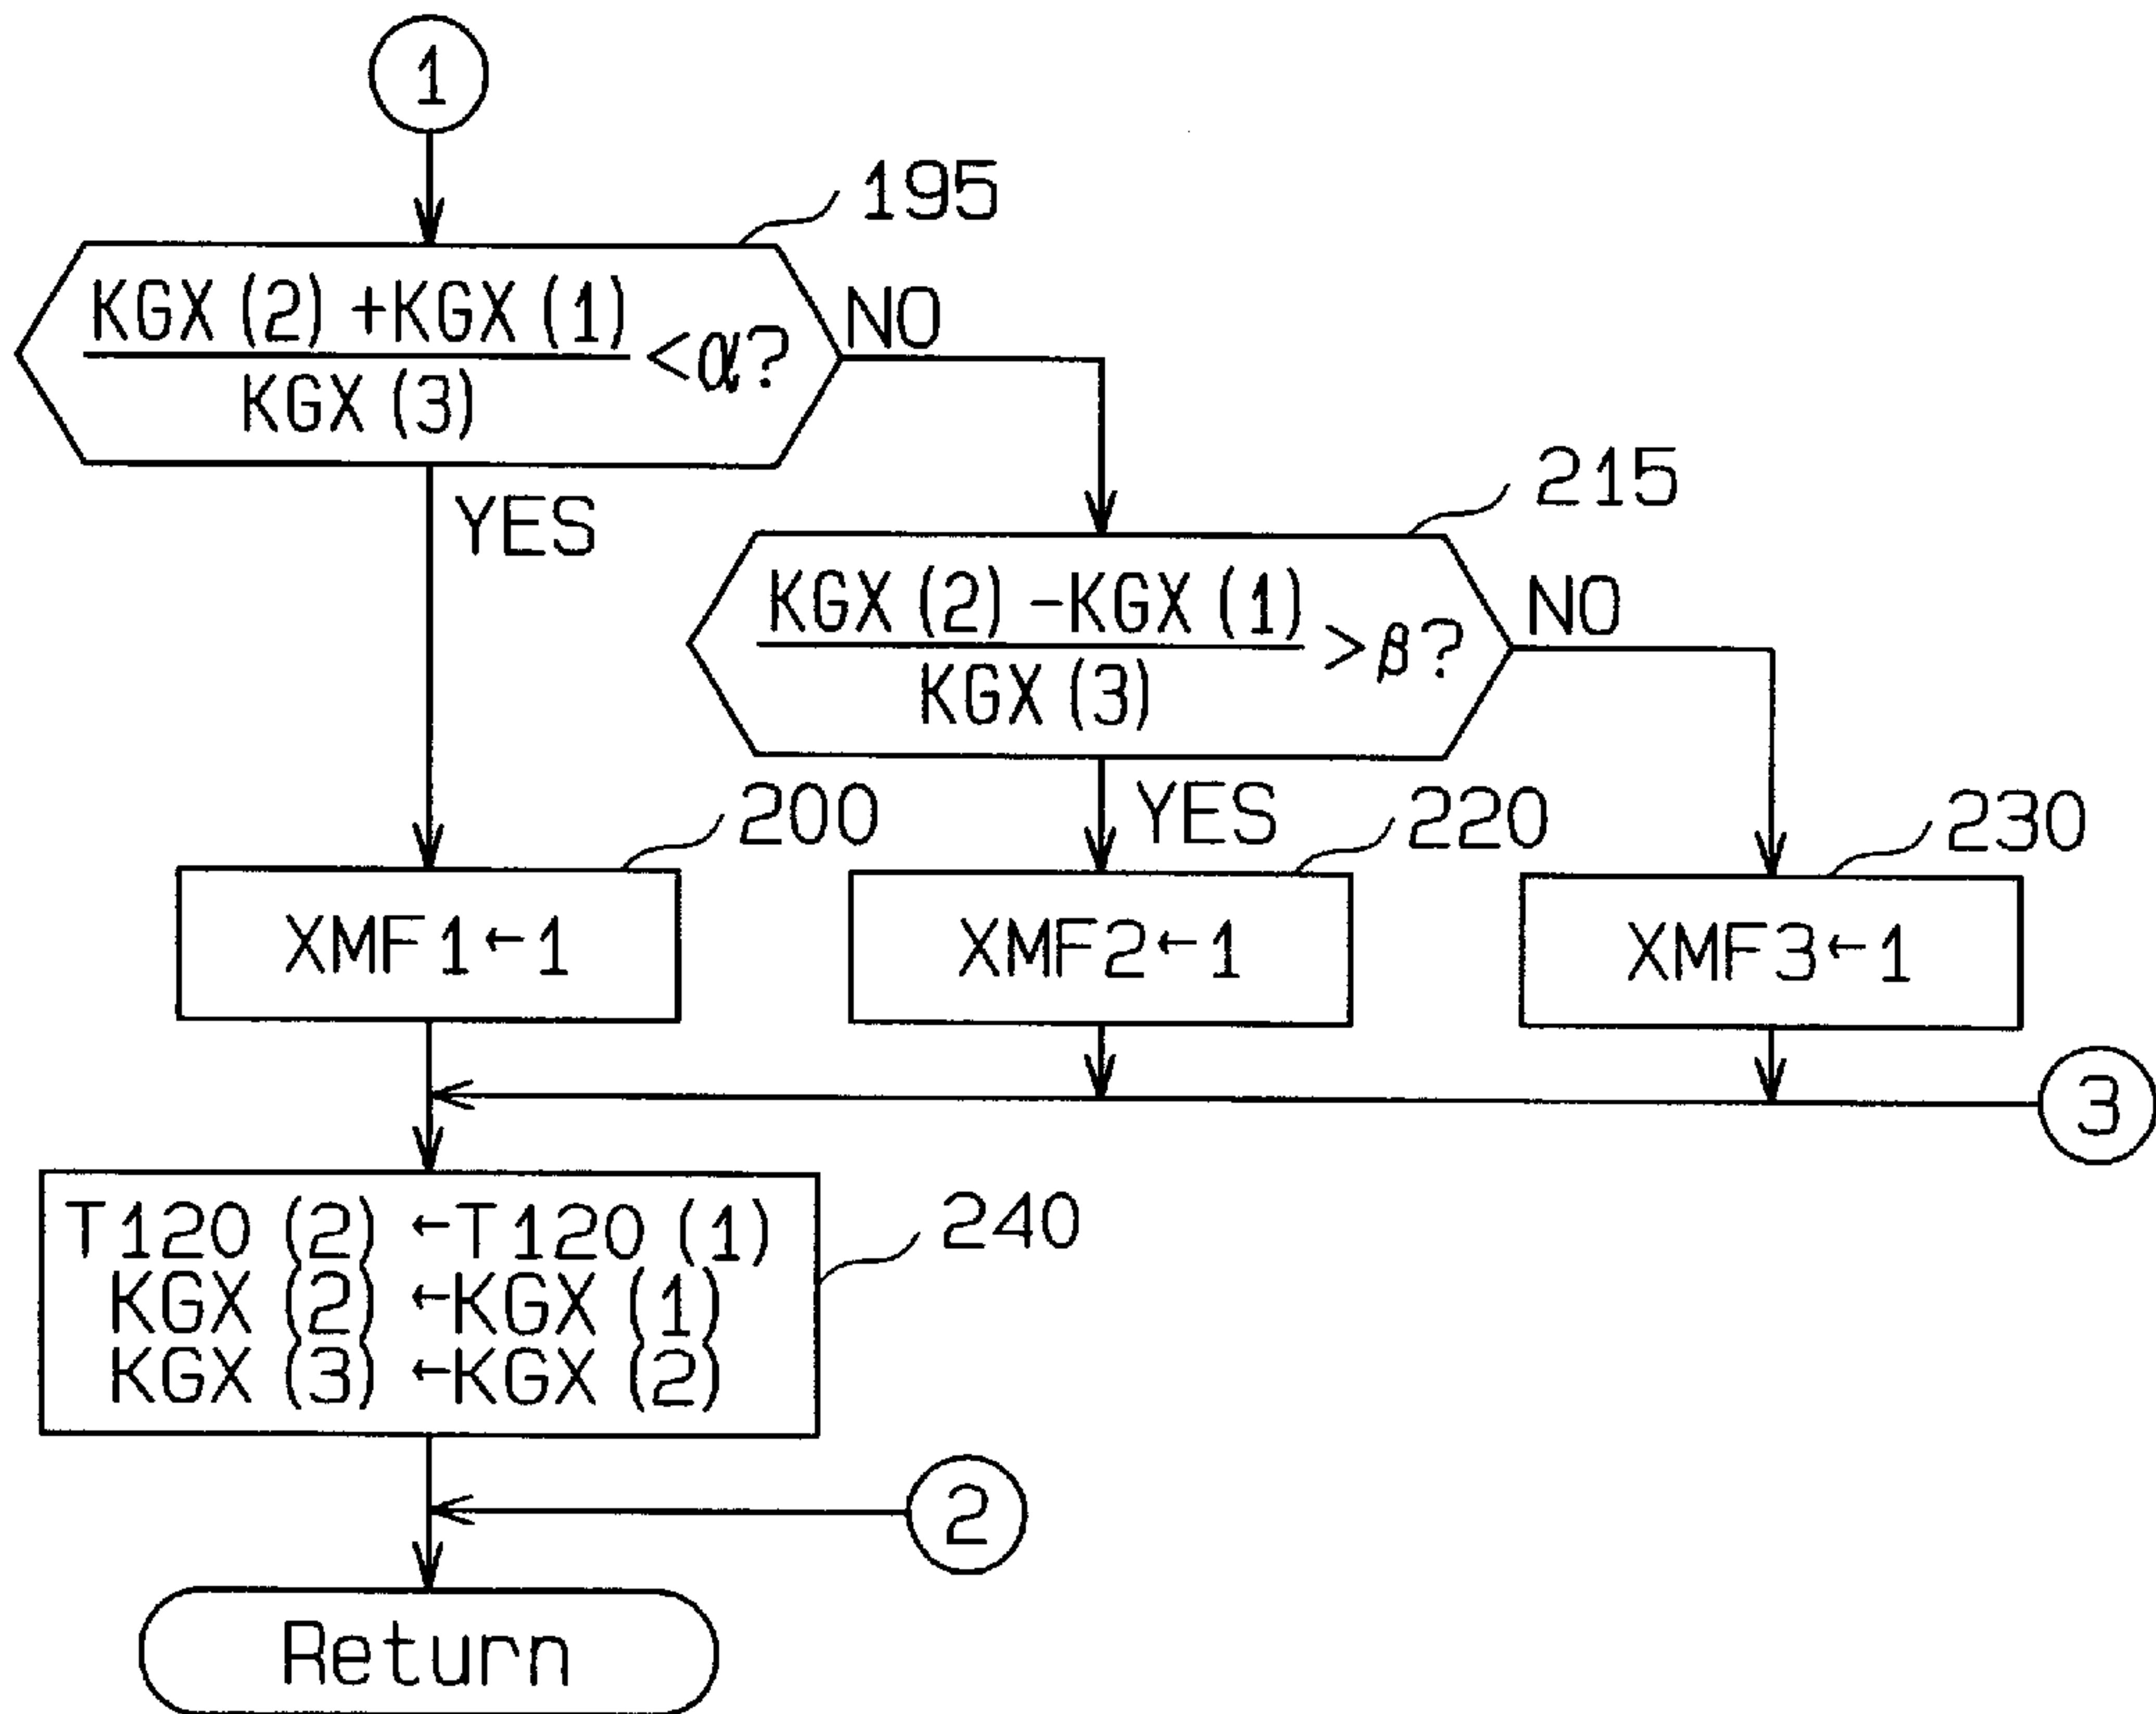 1
195
KGX (2) +KGX (1)
<α?
KGX (3)
NO
YES
215
KGX (2) -KGX (1)
>β?
KGX (3)
NO
YES
200
220
230
XMF1←1
XMF2←1
XMF3←1
3
T120 (2) ←T120 (1)
KGX (2) ←KGX (1)
KGX (3) ←KGX (2)
240
2
Return